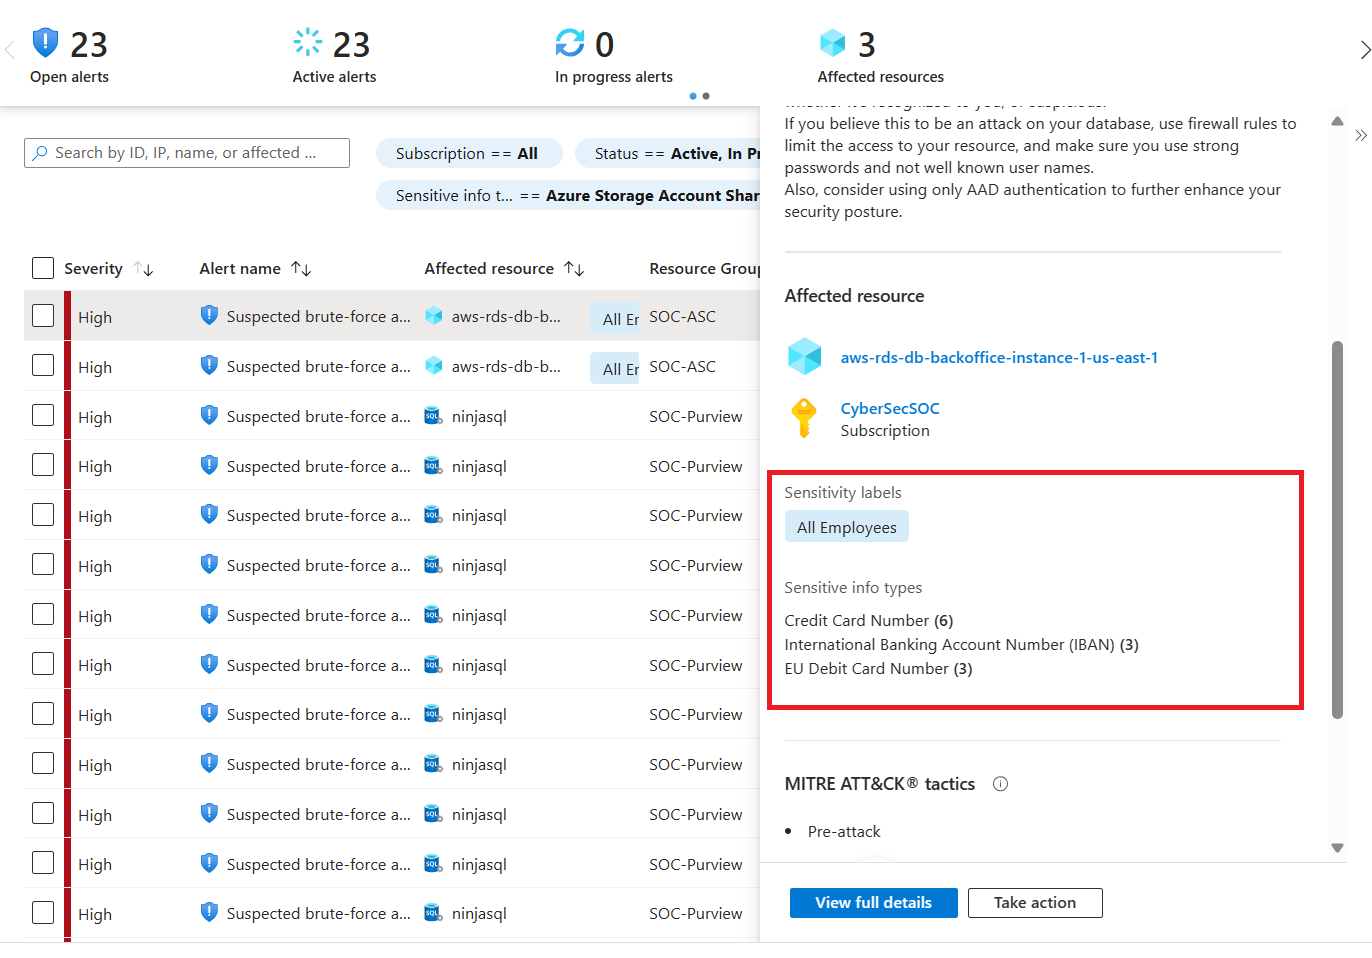 23
Open alerts
23
Active alerts
0
In progress alerts
3
Affected resources
Search by ID, IP, name, or affected ...
Subscription == All
Status == Active, In Pr
Sensitive info t... == Azure Storage Account Shar
Severity
Alert name
Affected resource
Resource Group
High Suspected brute-force a... aws-rds-db-b... All Er SOC-ASC
High Suspected brute-force a... aws-rds-db-b... All Er SOC-ASC
High Suspected brute-force a... ninjasql SOC-Purview
High Suspected brute-force a... ninjasql SOC-Purview
High Suspected brute-force a... ninjasql SOC-Purview
High Suspected brute-force a... ninjasql SOC-Purview
High Suspected brute-force a... ninjasql SOC-Purview
High Suspected brute-force a... ninjasql SOC-Purview
High Suspected brute-force a... ninjasql SOC-Purview
High Suspected brute-force a... ninjasql SOC-Purview
High Suspected brute-force a... ninjasql SOC-Purview
High Suspected brute-force a... ninjasql SOC-Purview
High Suspected brute-force a... ninjasql SOC-Purview
whether it's recognized to you, or suspicious.
If you believe this to be an attack on your database, use firewall rules to
limit the access to your resource, and make sure you use strong
passwords and not well known user names.
Also, consider using only AAD authentication to further enhance your
security posture.
Affected resource
aws-rds-db-backoffice-instance-1-us-east-1
CyberSecSOC
Subscription
Sensitivity labels
All Employees
Sensitive info types
Credit Card Number (6)
International Banking Account Number (IBAN) (3)
EU Debit Card Number (3)
MITRE ATT&CK® tactics
• Pre-attack
View full details
Take action